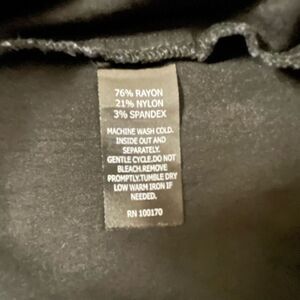 76% RAYON
21% NYLON
3% SPANDEX
MACHINE WASH COLD.
INSIDE OUT AND
SEPARATELY.
GENTLE CYCLE.DO NOT
BLEACH.REMOVE
PROMPTLY.TUMBLE DRY
LOW WARM IRON IF
NEEDED.
RN 100170